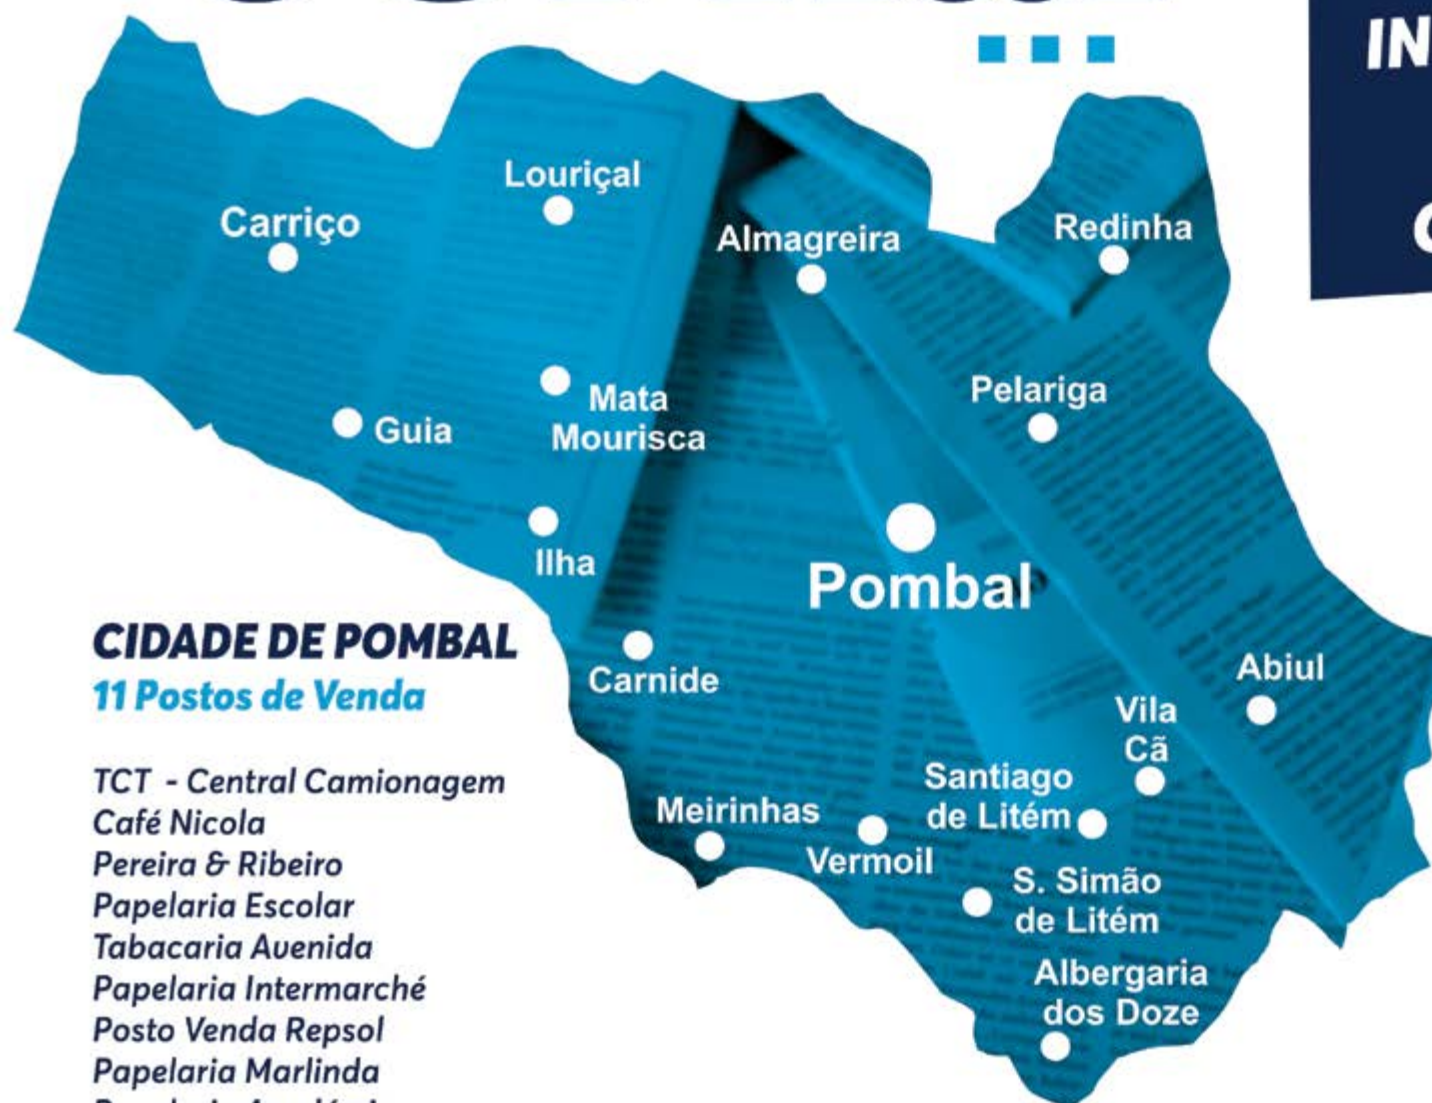 IN
Louriçal
Carriço
Almagreira
Redinha
Mata
Mourisca
Guia
Pelariga
Ilha
Pombal
CIDADE DE POMBAL
11 Postos de Venda
Carnide
Abiul
Vila
Cã
Santiago
de Litém
Meirinhas
Vermoil
S. Simão
de Litém
Albergaria
dos Doze
TCT - Central Camionagem
Café Nicola
Pereira & Ribeiro
Papelaria Escolar
Tabacaria Avenida
Papelaria Intermarché
Posto Venda Repsol
Papelaria Marlinda